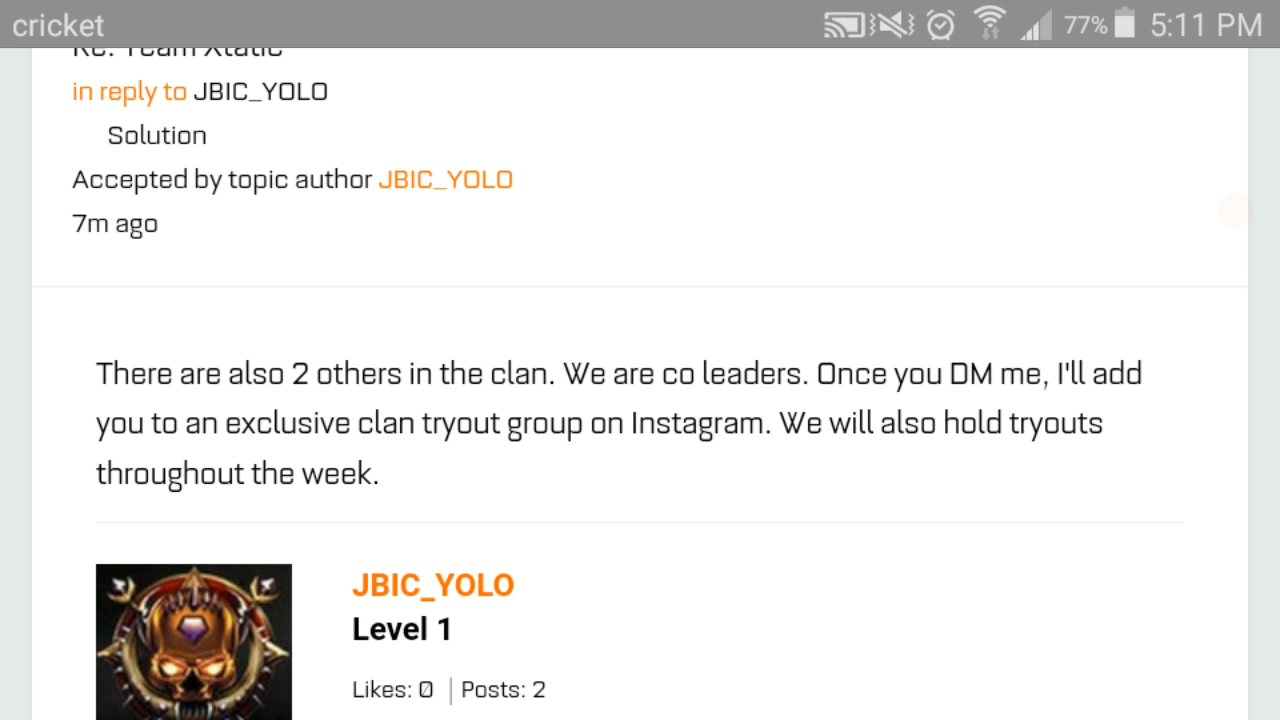 cricket 77% 5:11 PM
Re: Team Xtatic
in reply to JBIC_YOLO
Solution
Accepted by topic author JBIC_YOLO
7m ago
There are also 2 others in the clan. We are co leaders. Once you DM me, I'll add
you to an exclusive clan tryout group on Instagram. We will also hold tryouts
throughout the week.
JBIC_YOLO
Level 1
Likes: 0 | Posts: 2